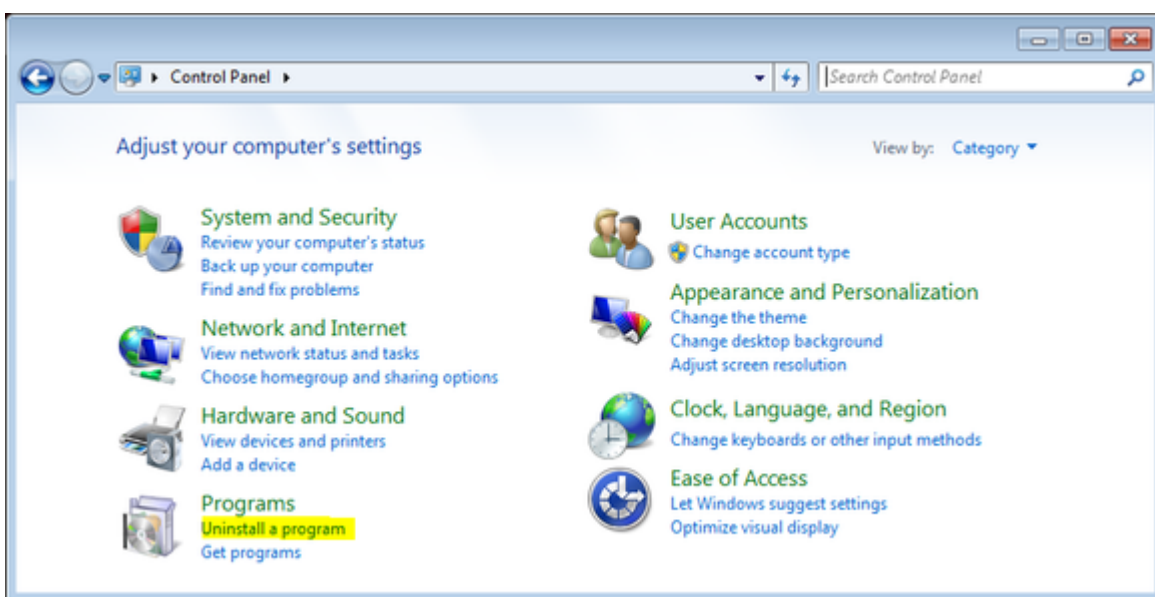 Control Panel
Search Control Panel
Adjust your computer's settings
View by: Category
System and Security
Review your computer's status
Back up your computer
Find and fix problems
Network and Internet
View network status and tasks
Choose homegroup and sharing options
Hardware and Sound
View devices and printers
Add a device
Programs
Uninstall a program
Get programs
User Accounts
Change account type
Appearance and Personalization
Change the theme
Change desktop background
Adjust screen resolution
Clock, Language, and Region
Change keyboards or other input methods
Ease of Access
Let Windows suggest settings
Optimize visual display